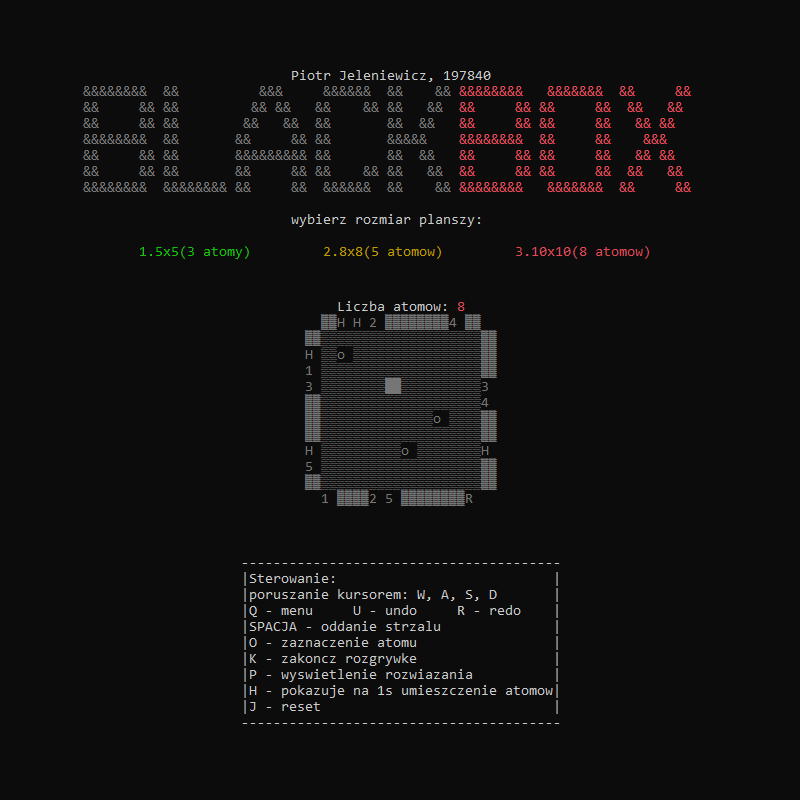 Piotr Jeleniewicz, 197840
BLACKBOX
wybierz rozmiar planszy:
1.5x5(3 atomy) 2.8x8(5 atomow) 3.10x10(8 atomow)
Liczba atomow: 8
H H 2 4
H o
1
3 3
4
o
H o H
5
1 2 5 R
Sterowanie:
poruszanie kursorem: W, A, S, D
Q - menu U - undo R - redo
SPACJA - oddanie strzalu
O - zaznaczenie atomu
K - zakoncz rozgrywke
P - wyswietlenie rozwiazania
H - pokazuje na 1s umieszczenie atomow
J - reset